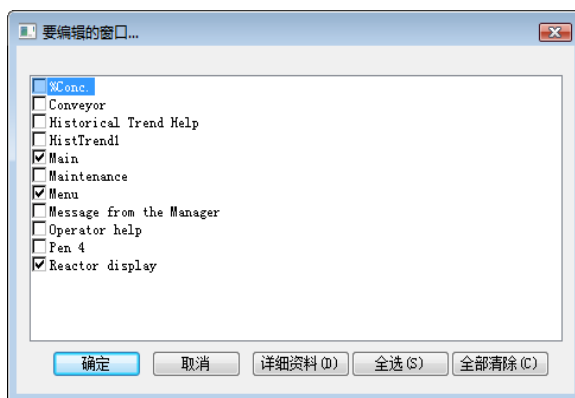 要编辑的窗口...
%Conc.
Conveyor
Historical Trend Help
HistTrend1
Main
Maintenance
Menu
Message from the Manager
Operator help
Pen 4
Reactor display
确定 取消 详细资料(D) 全选(S) 全部清除(C)